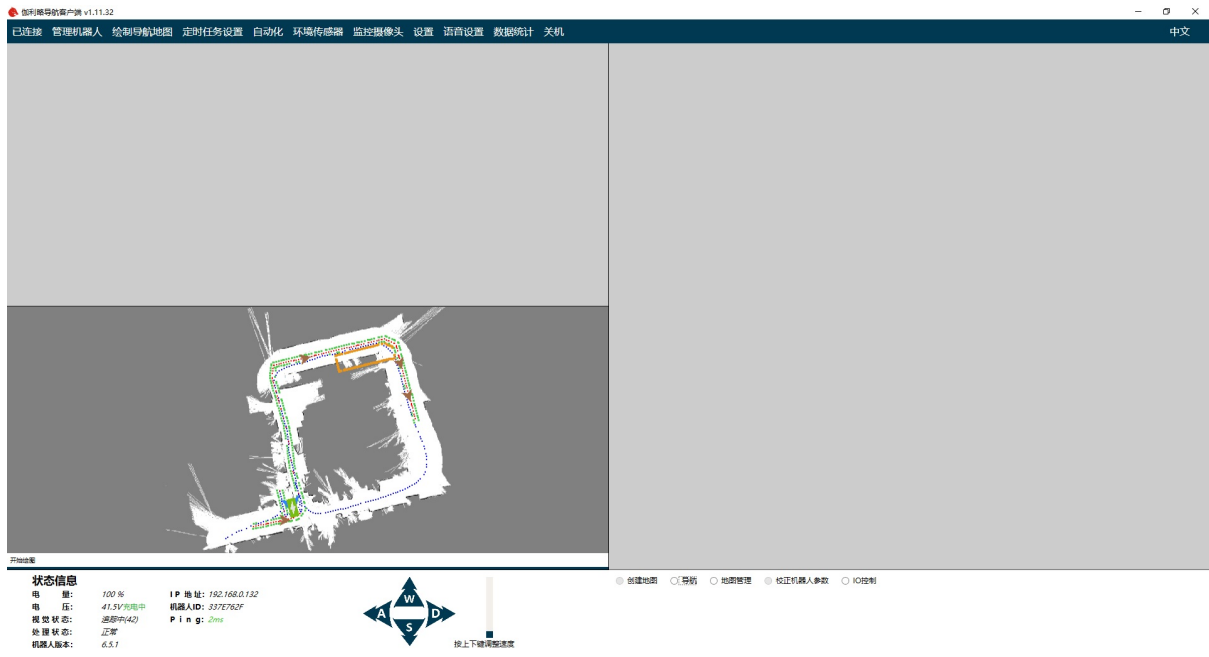 伽利略导航客户端 v1.11.32
已连接 管理机器人 绘制导航地图 定时任务设置 自动化 环境传感器 监控摄像头 设置 语音设置 数据统计 关机 中文
开始绘图
状态信息
电 量: 100 % I P 地 址: 192.168.0.132
电 压: 41.5V充电中 机器人ID: 337E762F
视 觉 状 态: 追踪中(42) P i n g: 2ms
处 理 状 态: 正常
机器人版本: 6.5.1
W
A D
S
按上下键调整速度
创建地图 导航 地图管理 校正机器人参数 IO控制